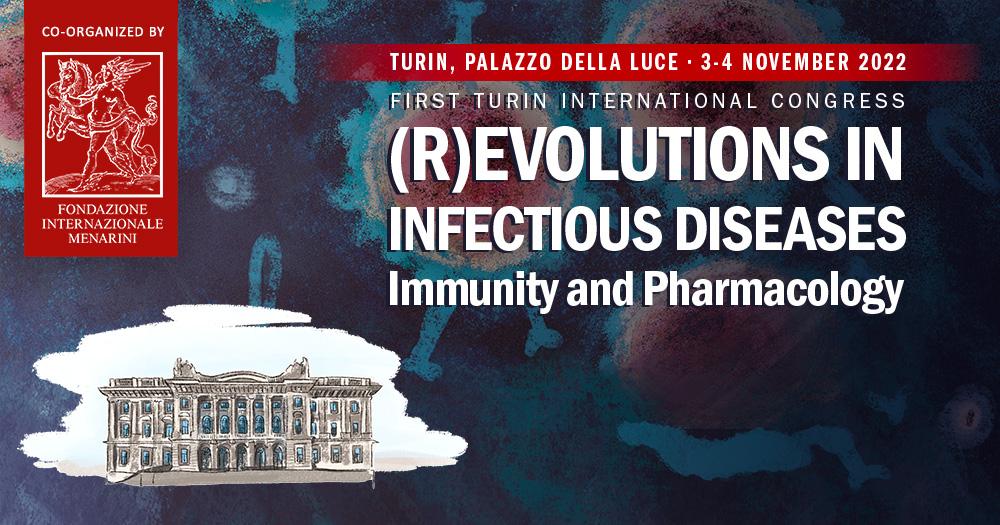 CO-ORGANIZED BY
FONDAZIONE
INTERNAZIONALE
MENARINI
TURIN, PALAZZO DELLA LUCE · 3-4 NOVEMBER 2022
FIRST TURIN INTERNATIONAL CONGRESS
(R)EVOLUTIONS IN
INFECTIOUS DISEASES
Immunity and Pharmacology